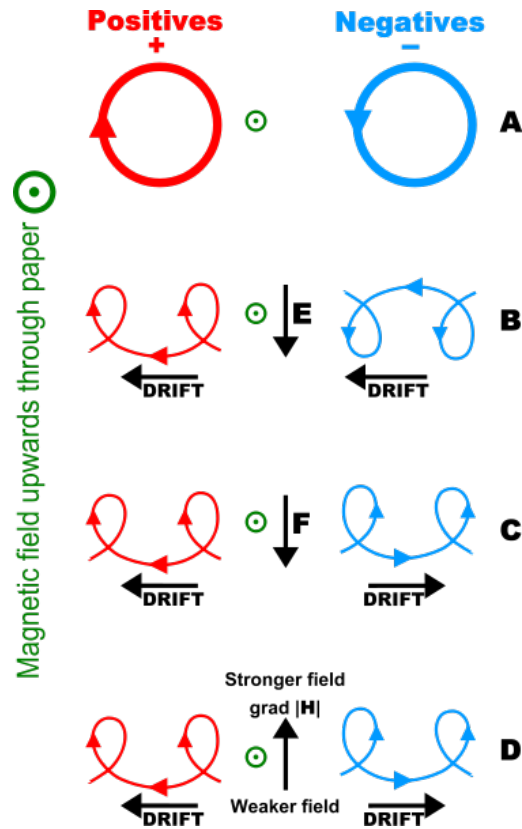 Positives
+
Negatives
−
A
Magnetic field upwards through paper
E
B
DRIFT
DRIFT
F
C
DRIFT
DRIFT
Stronger field
grad |H|
D
Weaker field
DRIFT
DRIFT